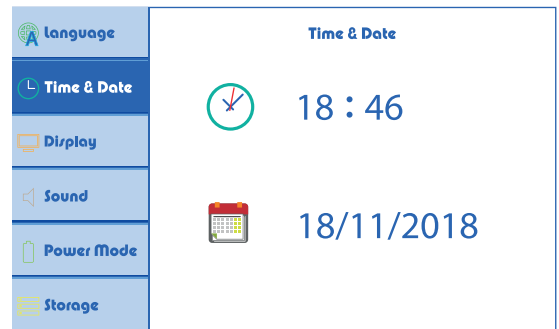 Language
Time & Date
Display
Sound
Power Mode
Storage
Time & Date
18 : 46
18/11/2018